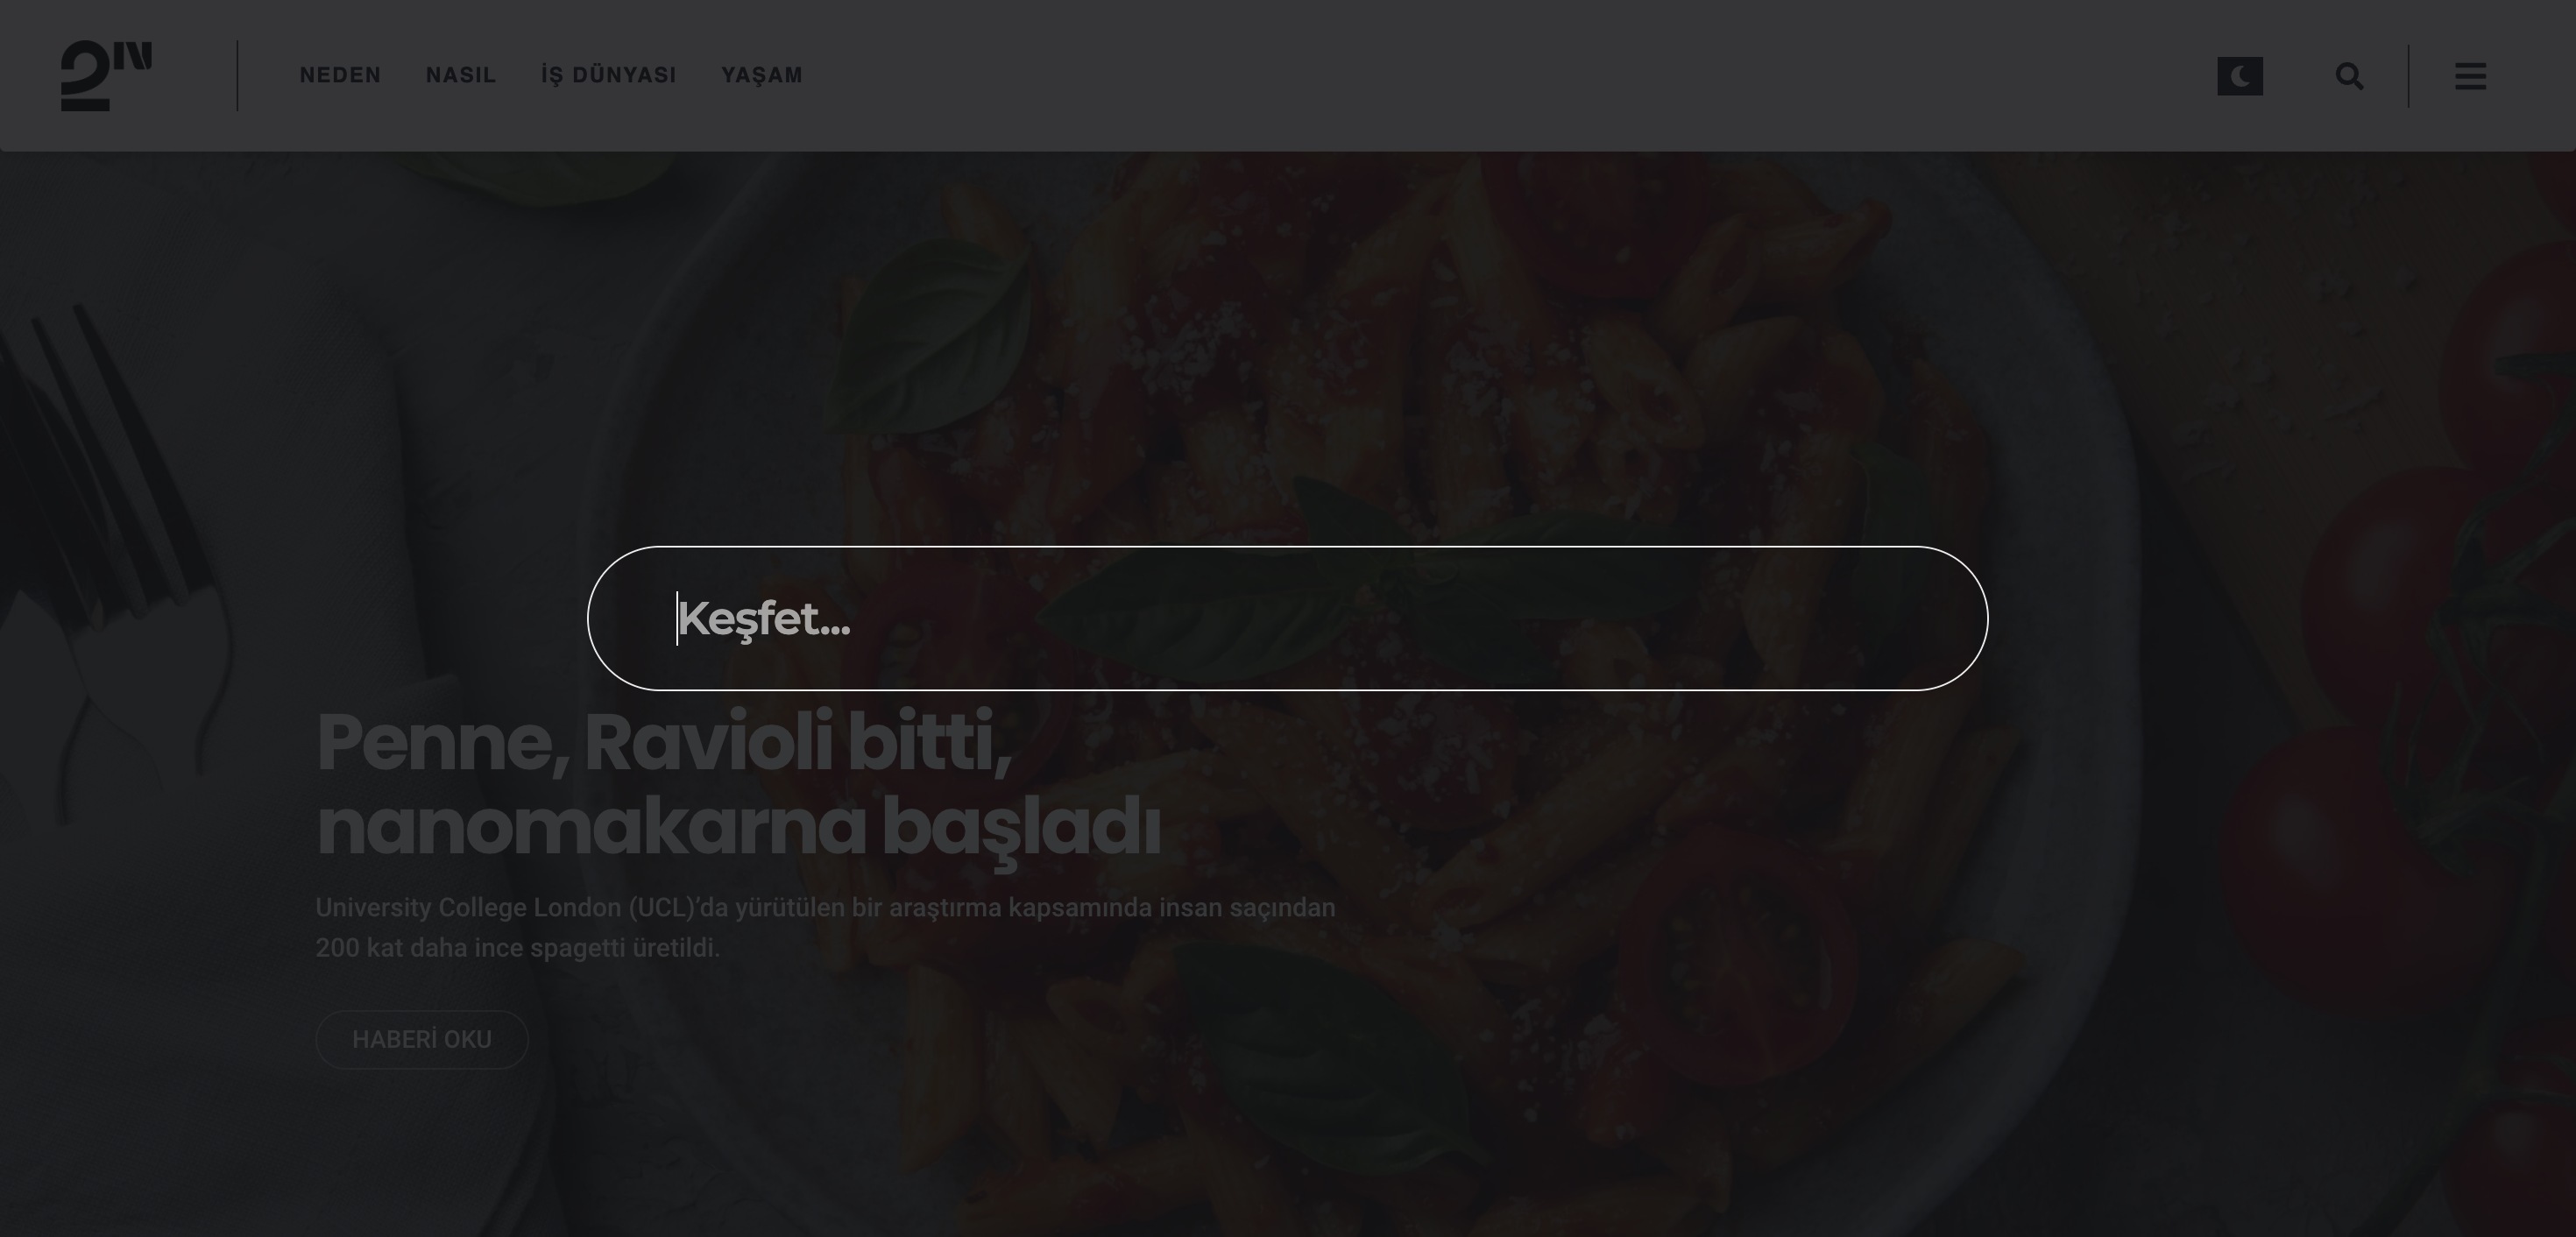 2N
NEDEN NASIL İŞ DÜNYASI YAŞAM
Keşfet...
Penne, Ravioli bitti,
nanomakarna başladı
University College London (UCL)’da yürütülen bir araştırma kapsamında insan saçından
200 kat daha ince spagetti üretildi.
HABERİ OKU